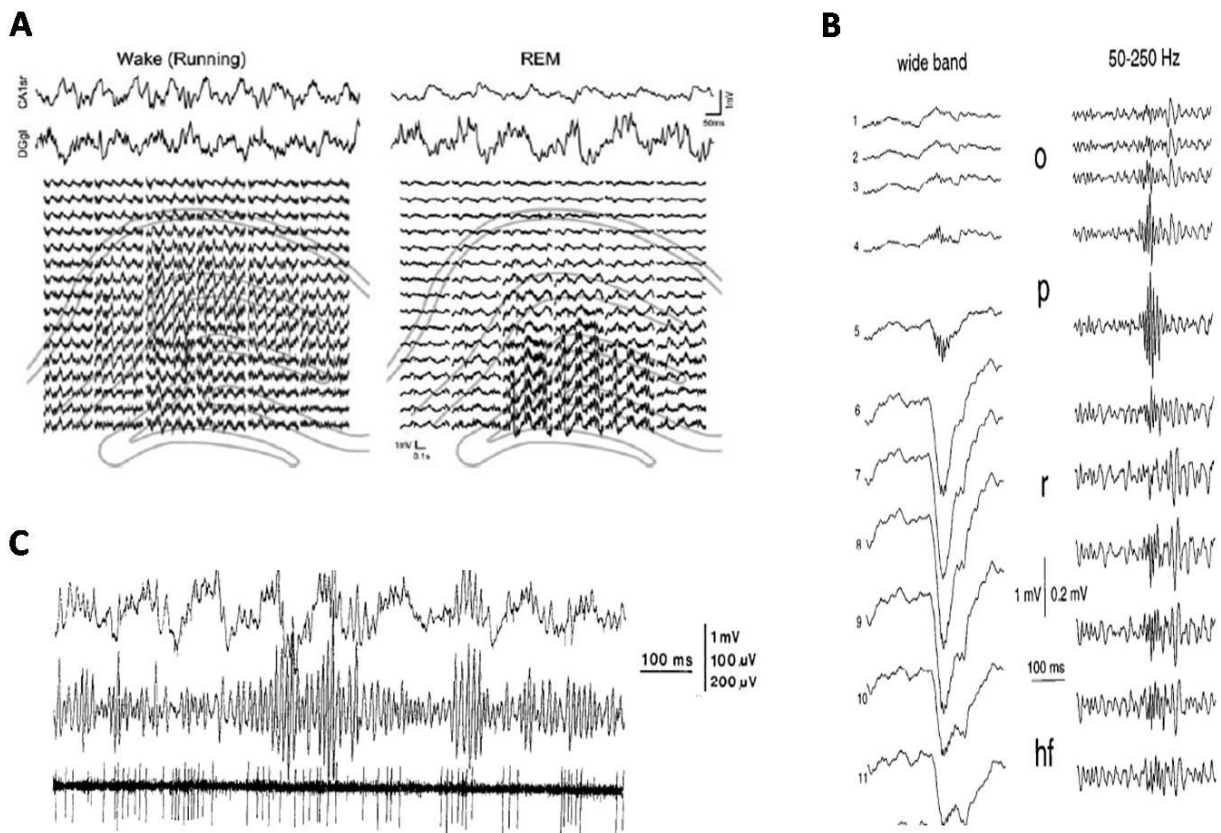 A
Wake (Running)
REM
CA1sr
DGgl
1mV
50ms
1mV
0.1s
B
wide band
50-250 Hz
1
2
3
4
5
6
7
8
9
10
11
o
p
r
hf
1 mV
0.2 mV
100 ms
C
100 ms
1mV
100 µV
200 µV